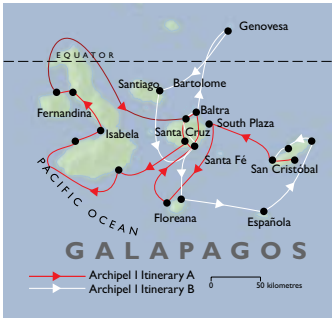 Genovesa
EQUATOR
Santiago
Bartolome
Fernandina
Baltra
South Plaza
Isabela
Santa Cruz
Santa Fé
San Cristobal
PACIFIC OCEAN
Floreana
Española
GALAPAGOS
Archipel I Itinerary A
Archipel I Itinerary B
0 50 kilometres